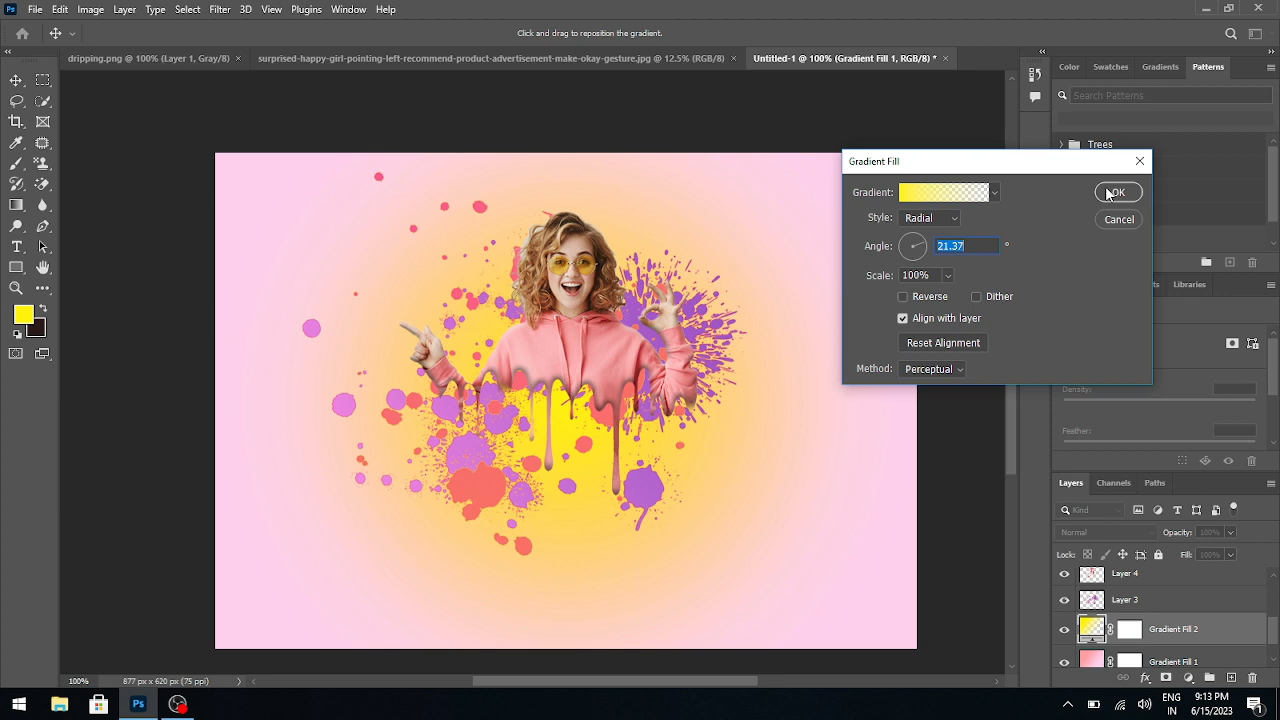 Ps File Edit Image Layer Type Select Filter 3D View Plugins Window Help
Click and drag to reposition the gradient.
dripping.png @ 100% (Layer 1, Gray/8) × surprised-happy-girl-pointing-left-recommend-product-advertisement-make-okay-gesture.jpg @ 12.5% (RGB/8) × Untitled-1 @ 100% (Gradient Fill 1, RGB/8) * ×
Color Swatches Gradients Patterns
Search Patterns
Trees
Gradient Fill
Gradient: OK
Style: Radial Cancel
Angle: 21.37 °
Scale: 100%
Reverse Dither
Align with layer
Reset Alignment
Method: Perceptual
Libraries
Density:
Feather:
Layers Channels Paths
Kind
Normal Opacity: 100%
Lock: Fill: 100%
Layer 4
Layer 3
Gradient Fill 2
Gradient Fill 1
100% 877 px x 620 px (75 ppi)
Ps ENG 9:13 PM
IN 6/15/2023